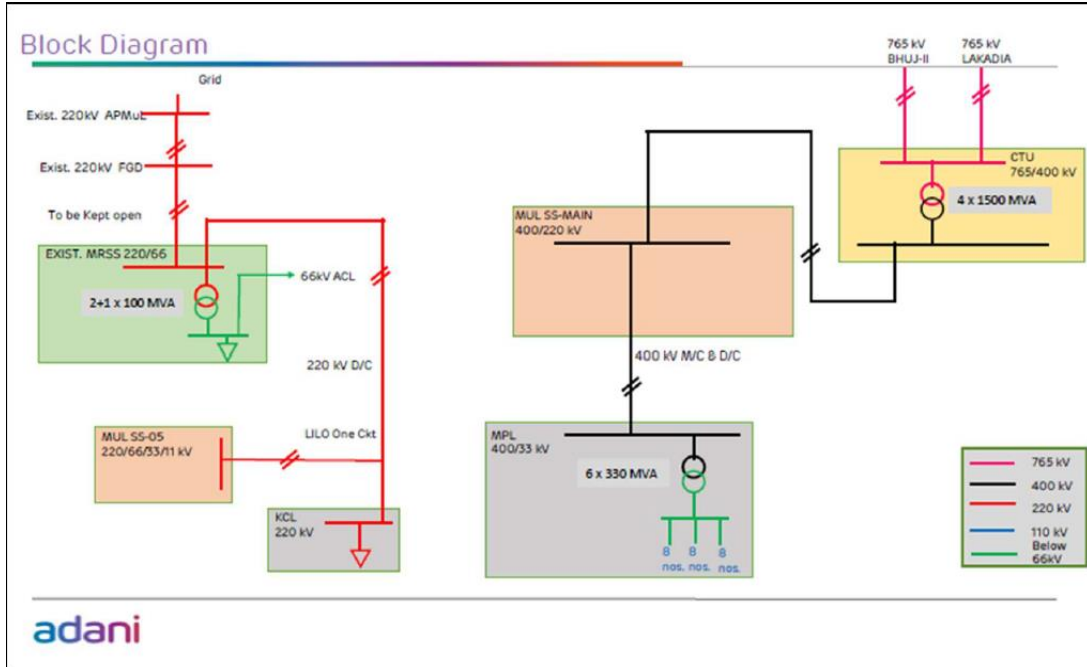 Block Diagram
Grid
Exist. 220kV APMuL
Exist. 220kV FGD
To be Kept open
EXIST. MRSS 220/66
66kV ACL
2+1 x 100 MVA
220 kV D/C
LILO One Ckt
MUL SS-05
220/66/33/11 kV
KCL
220 kV
765 kV
BHUJ-II
765 kV
LAKADIA
CTU
765/400 kV
4 x 1500 MVA
MUL SS-MAIN
400/220 kV
400 kV M/C & D/C
MPL
400/33 kV
6 x 330 MVA
8
nos.
8
nos.
8
nos.
765 kV
400 kV
220 kV
110 kV
Below
66kV
adani